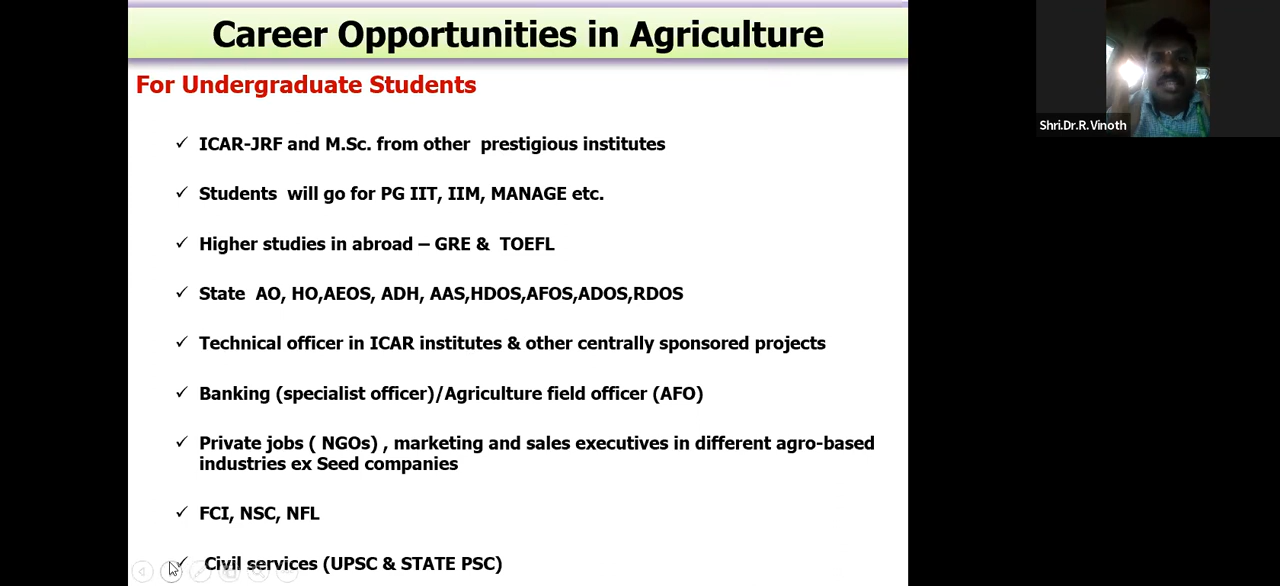 Career Opportunities in Agriculture
For Undergraduate Students
✓ ICAR-JRF and M.Sc. from other prestigious institutes
✓ Students will go for PG IIT, IIM, MANAGE etc.
✓ Higher studies in abroad – GRE & TOEFL
✓ State AO, HO,AEOS, ADH, AAS,HDOS,AFOS,ADOS,RDOS
✓ Technical officer in ICAR institutes & other centrally sponsored projects
✓ Banking (specialist officer)/Agriculture field officer (AFO)
✓ Private jobs ( NGOs) , marketing and sales executives in different agro-based
industries ex Seed companies
✓ FCI, NSC, NFL
✓ Civil services (UPSC & STATE PSC)
Shri.Dr.R.Vinoth